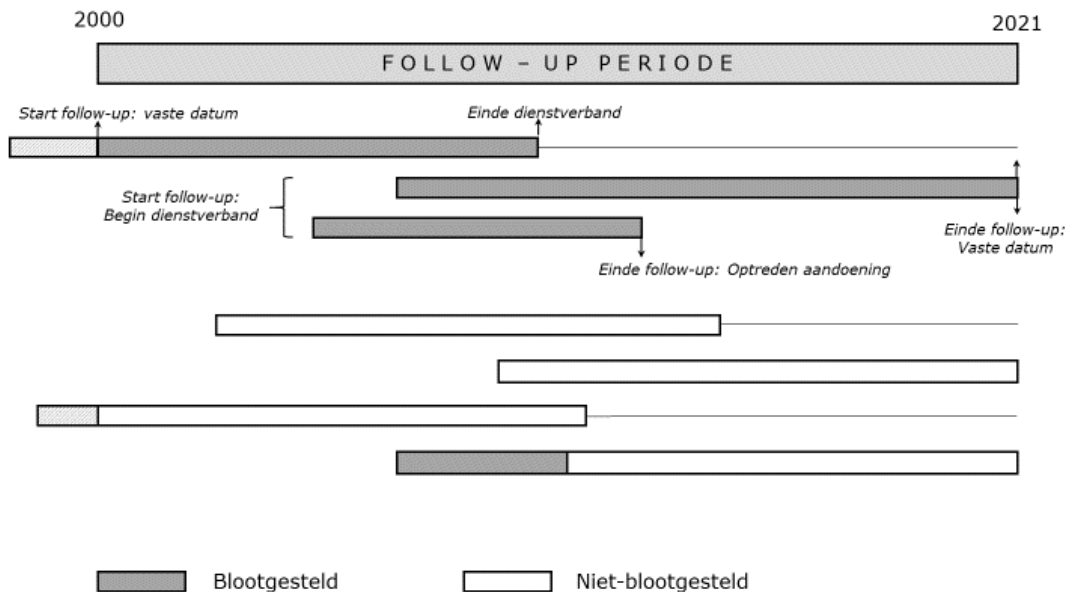 2000
2021
FOLLOW – UP PERIODE
Start follow-up: vaste datum
Einde dienstverband
Start follow-up:
Begin dienstverband
Einde follow-up:
Vaste datum
Einde follow-up: Optreden aandoening
Blootgesteld
Niet-blootgesteld